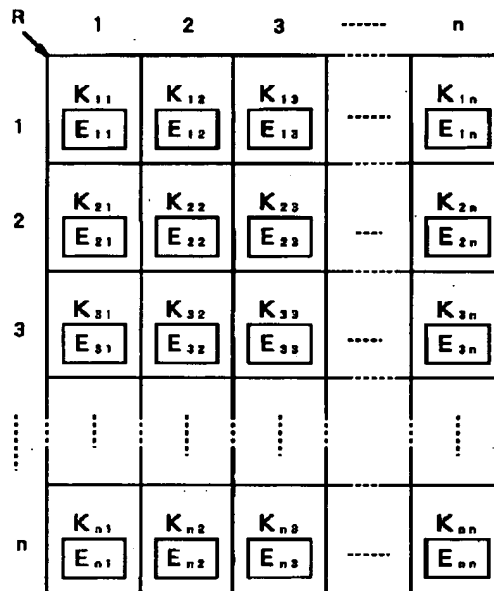 R
1 2 3 n
K₁₁ K₁₂ K₁₃ K₁ₙ
1 E₁₁ E₁₂ E₁₃ E₁ₙ
K₂₁ K₂₂ K₂₃ K₂ₙ
2 E₂₁ E₂₂ E₂₃ E₂ₙ
K₃₁ K₃₂ K₃₃ K₃ₙ
3 E₃₁ E₃₂ E₃₃ E₃ₙ
Kₙ₁ Kₙ₂ Kₙ₃ Kₙₙ
n Eₙ₁ Eₙ₂ Eₙ₃ Eₙₙ